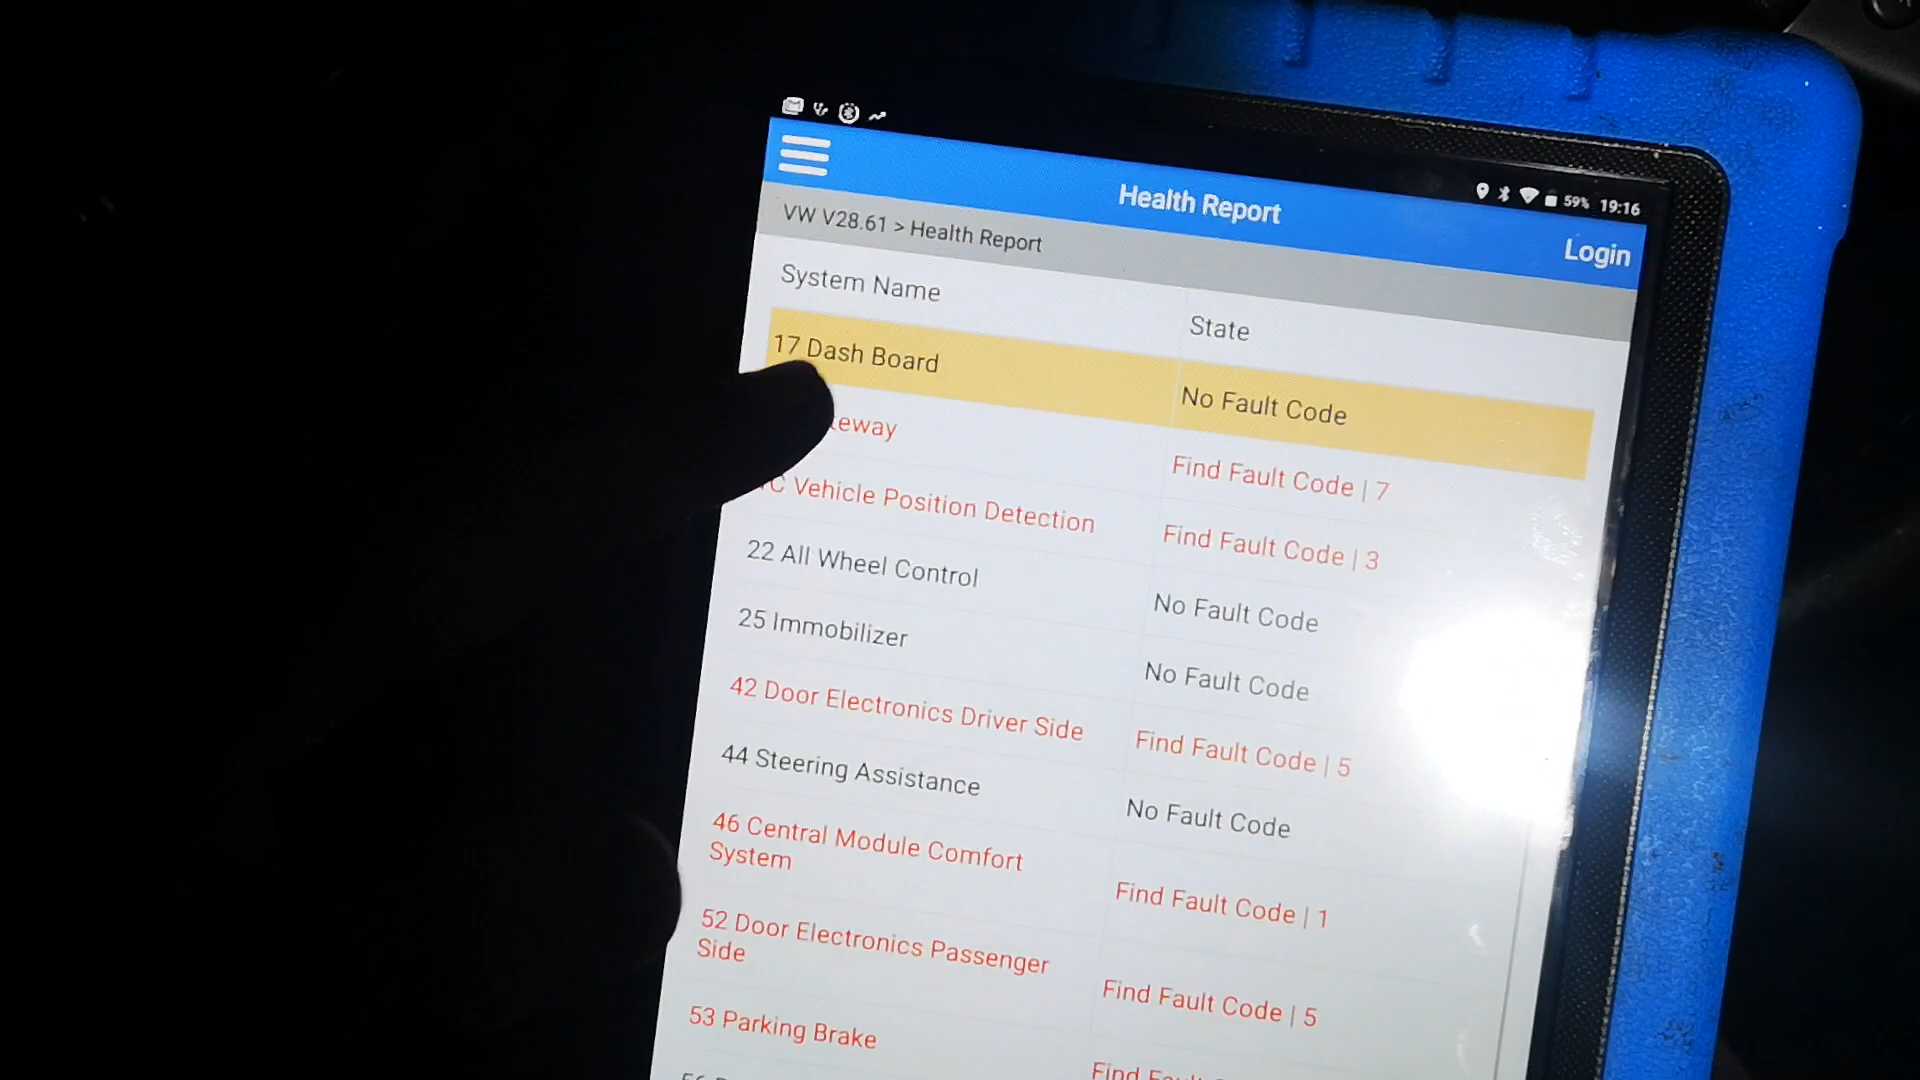 59% 19:16
Health Report
Login
VW V28.61 > Health Report
System Name State
17 Dash Board No Fault Code
teway Find Fault Code | 7
C Vehicle Position Detection Find Fault Code | 3
22 All Wheel Control No Fault Code
25 Immobilizer No Fault Code
42 Door Electronics Driver Side Find Fault Code | 5
44 Steering Assistance No Fault Code
46 Central Module Comfort
System Find Fault Code | 1
52 Door Electronics Passenger
Side Find Fault Code | 5
53 Parking Brake Find